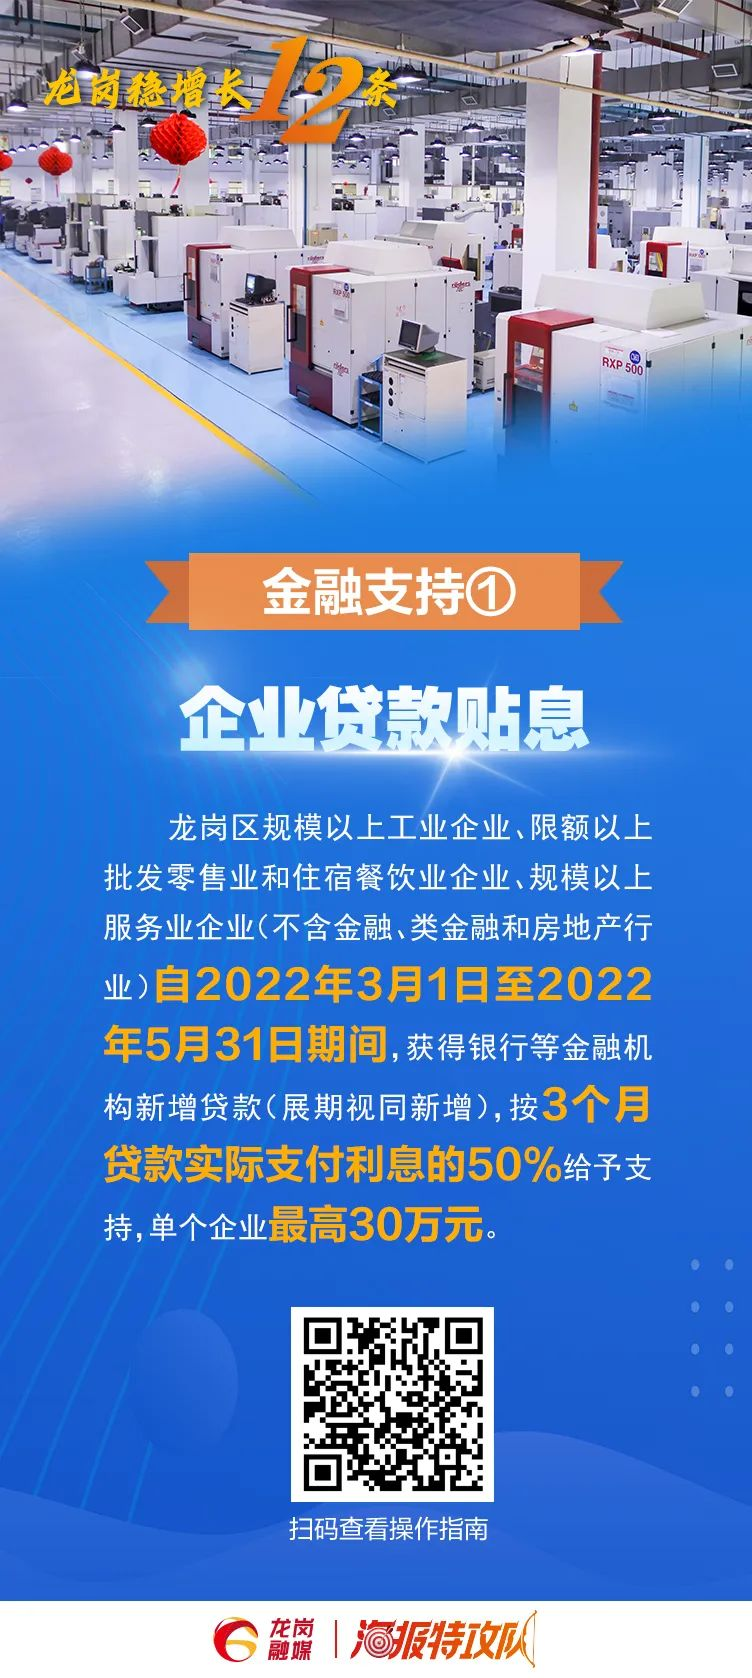 龙岗稳增长12条
RXP 500
RXP 500
金融支持①
企业贷款贴息
龙岗区规模以上工业企业、限额以上
批发零售业和住宿餐饮业企业、规模以上
服务业企业(不含金融、类金融和房地产行
业)自2022年3月1日至2022
年5月31日期间,获得银行等金融机
构新增贷款(展期视同新增),按3个月
贷款实际支付利息的50%给予支
持,单个企业最高30万元。
扫码查看操作指南
龙岗
融媒
海报特攻队